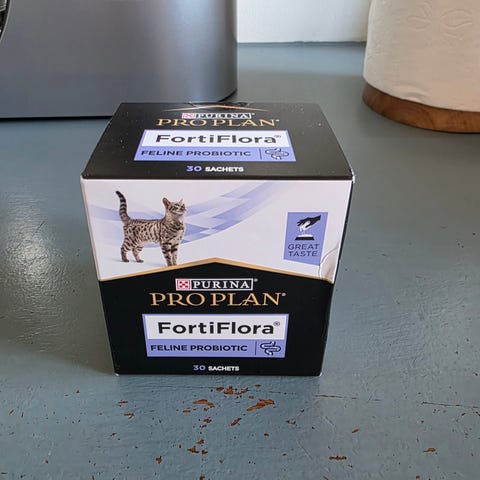 PURINA
PRO PLAN®
FortiFlora®
FELINE PROBIOTIC
30 SACHETS
GREAT
TASTE
PURINA
PRO PLAN®
FortiFlora®
FELINE PROBIOTIC
30 SACHETS